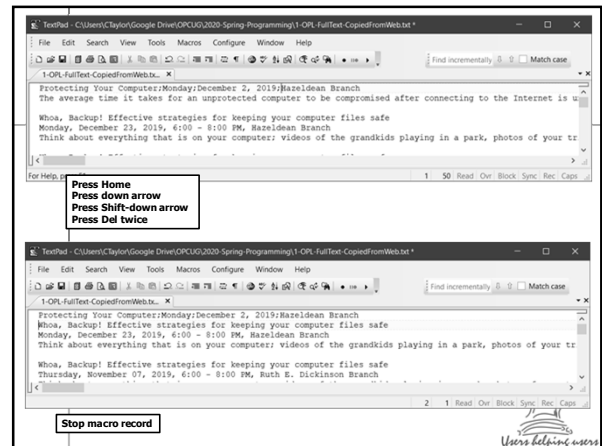 TextPad - C:\Users\CTaylor\Google Drive\OPCUG\2020-Spring-Programming\1-OPL-FullText-CopiedFromWeb.txt *
File Edit Search View Tools Macros Configure Window Help
Find incrementally Match case
1-OPL-FullText-CopiedFromWeb.tx...
Protecting Your Computer;Monday;December 2, 2019;Hazeldean Branch
The average time it takes for an unprotected computer to be compromised after connecting to the Internet is u
Whoa, Backup! Effective strategies for keeping your computer files safe
Monday, December 23, 2019, 6:00 - 8:00 PM, Hazeldean Branch
Think about everything that is on your computer; videos of the grandkids playing in a park, photos of your tr
For Help, p
1 50 Read Ovr Block Sync Rec Caps
Press Home
Press down arrow
Press Shift-down arrow
Press Del twice
TextPad - C:\Users\CTaylor\Google Drive\OPCUG\2020-Spring-Programming\1-OPL-FullText-CopiedFromWeb.txt *
File Edit Search View Tools Macros Configure Window Help
Find incrementally Match case
1-OPL-FullText-CopiedFromWeb.tx...
Protecting Your Computer;Monday;December 2, 2019;Hazeldean Branch
Whoa, Backup! Effective strategies for keeping your computer files safe
Monday, December 23, 2019, 6:00 - 8:00 PM, Hazeldean Branch
Think about everything that is on your computer; videos of the grandkids playing in a park, photos of your tr
Whoa, Backup! Effective strategies for keeping your computer files safe
Thursday, November 07, 2019, 6:00 - 8:00 PM, Ruth E. Dickinson Branch
2 1 Read Ovr Block Sync Rec Caps
Stop macro record
Users helping users